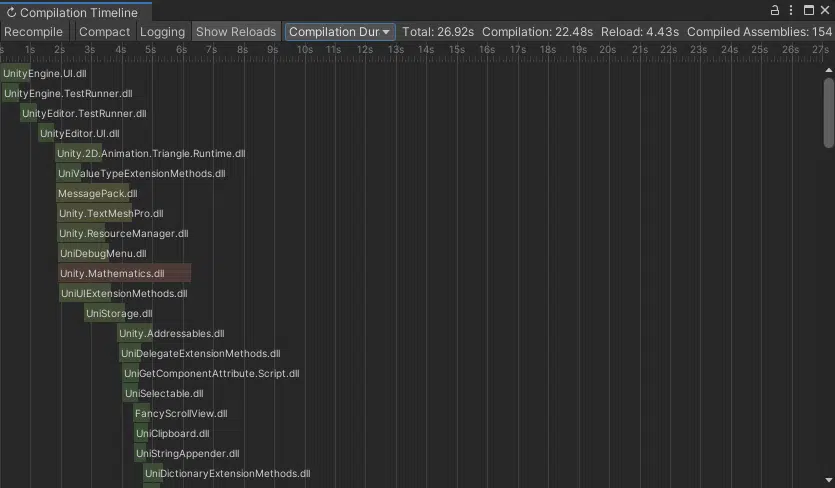 Compilation Timeline
Recompile Compact Logging Show Reloads Compilation Dur Total: 26.92s Compilation: 22.48s Reload: 4.43s Compiled Assemblies: 154
s 1s 2s 3s 4s 5s 6s 7s 8s 9s 10s 11s 12s 13s 14s 15s 16s 17s 18s 19s 20s 21s 22s 23s 24s 25s 26s 27s
UnityEngine.UI.dll
UnityEngine.TestRunner.dll
UnityEditor.TestRunner.dll
UnityEditor.UI.dll
Unity.2D.Animation.Triangle.Runtime.dll
UniValueTypeExtensionMethods.dll
MessagePack.dll
Unity.TextMeshPro.dll
Unity.ResourceManager.dll
UniDebugMenu.dll
Unity.Mathematics.dll
UniUIExtensionMethods.dll
UniStorage.dll
Unity.Addressables.dll
UniDelegateExtensionMethods.dll
UniGetComponentAttribute.Script.dll
UniSelectable.dll
FancyScrollView.dll
UniClipboard.dll
UniStringAppender.dll
UniDictionaryExtensionMethods.dll